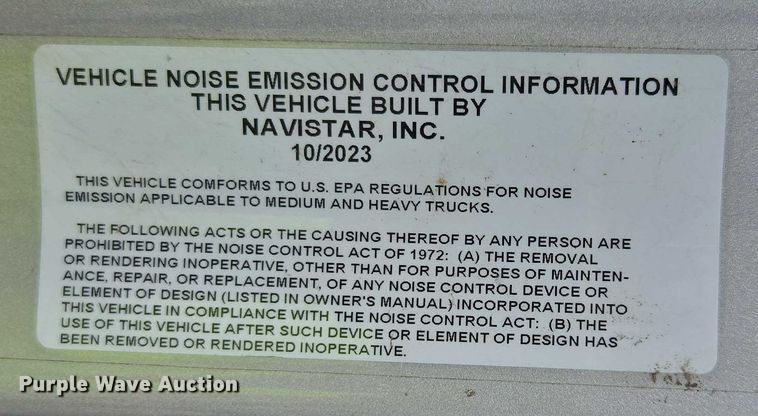 VEHICLE NOISE EMISSION CONTROL INFORMATION
THIS VEHICLE BUILT BY
NAVISTAR, INC.
10/2023
THIS VEHICLE COMFORMS TO U.S. EPA REGULATIONS FOR NOISE
EMISSION APPLICABLE TO MEDIUM AND HEAVY TRUCKS.
THE FOLLOWING ACTS OR THE CAUSING THEREOF BY ANY PERSON ARE
PROHIBITED BY THE NOISE CONTROL ACT OF 1972: (A) THE REMOVAL
OR RENDERING INOPERATIVE, OTHER THAN FOR PURPOSES OF MAINTEN-
ANCE, REPAIR, OR REPLACEMENT, OF ANY NOISE CONTROL DEVICE OR
ELEMENT OF DESIGN (LISTED IN OWNER'S MANUAL) INCORPORATED INTO
THIS VEHICLE IN COMPLIANCE WITH THE NOISE CONTROL ACT: (B) THE
USE OF THIS VEHICLE AFTER SUCH DEVICE OR ELEMENT OF DESIGN HAS
BEEN REMOVED OR RENDERED INOPERATIVE.
Purple Wave Auction